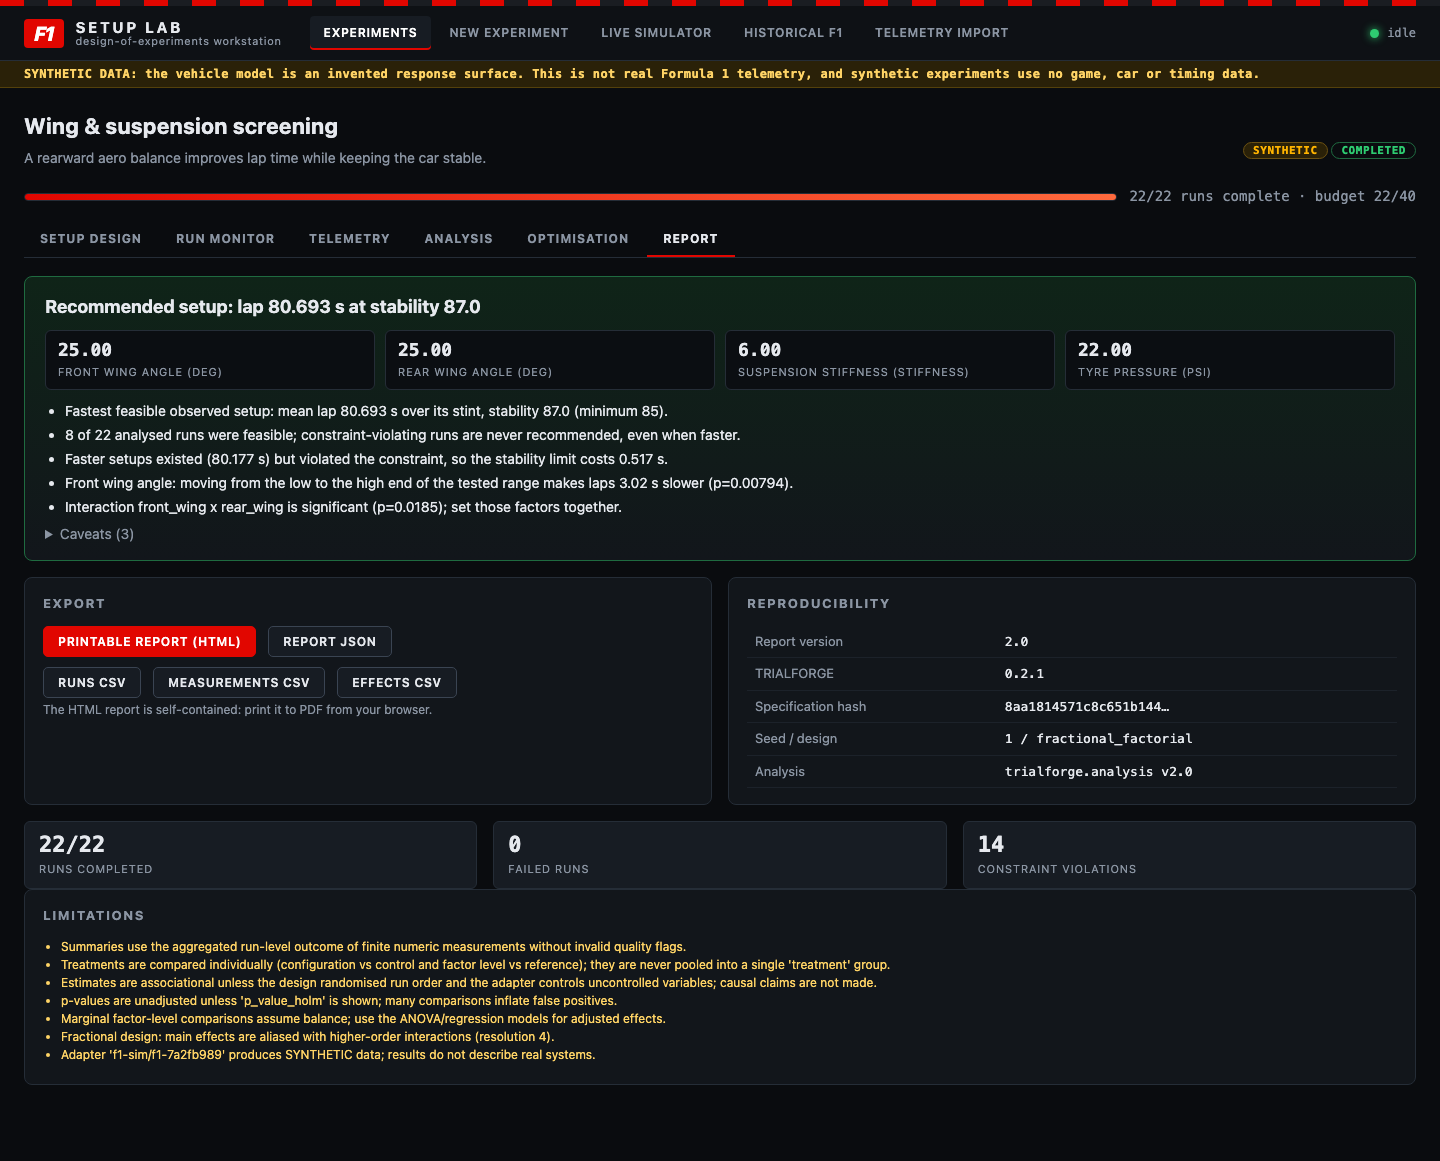 F1
SETUP LAB
design-of-experiments workstation
EXPERIMENTS
NEW EXPERIMENT
LIVE SIMULATOR
HISTORICAL F1
TELEMETRY IMPORT
idle
SYNTHETIC DATA: the vehicle model is an invented response surface. This is not real Formula 1 telemetry, and synthetic experiments use no game, car or timing data.
Wing & suspension screening
A rearward aero balance improves lap time while keeping the car stable.
SYNTHETIC
COMPLETED
22/22 runs complete · budget 22/40
SETUP DESIGN
RUN MONITOR
TELEMETRY
ANALYSIS
OPTIMISATION
REPORT
Recommended setup: lap 80.693 s at stability 87.0
25.00
FRONT WING ANGLE (DEG)
25.00
REAR WING ANGLE (DEG)
6.00
SUSPENSION STIFFNESS (STIFFNESS)
22.00
TYRE PRESSURE (PSI)
• Fastest feasible observed setup: mean lap 80.693 s over its stint, stability 87.0 (minimum 85).
• 8 of 22 analysed runs were feasible; constraint-violating runs are never recommended, even when faster.
• Faster setups existed (80.177 s) but violated the constraint, so the stability limit costs 0.517 s.
• Front wing angle: moving from the low to the high end of the tested range makes laps 3.02 s slower (p=0.00794).
• Interaction front_wing x rear_wing is significant (p=0.0185); set those factors together.
▶ Caveats (3)
EXPORT
PRINTABLE REPORT (HTML)
REPORT JSON
RUNS CSV
MEASUREMENTS CSV
EFFECTS CSV
The HTML report is self-contained: print it to PDF from your browser.
REPRODUCIBILITY
Report version 2.0
TRIALFORGE 0.2.1
Specification hash 8aa1814571c8c651b144…
Seed / design 1 / fractional_factorial
Analysis trialforge.analysis v2.0
22/22
RUNS COMPLETED
0
FAILED RUNS
14
CONSTRAINT VIOLATIONS
LIMITATIONS
• Summaries use the aggregated run-level outcome of finite numeric measurements without invalid quality flags.
• Treatments are compared individually (configuration vs control and factor level vs reference); they are never pooled into a single 'treatment' group.
• Estimates are associational unless the design randomised run order and the adapter controls uncontrolled variables; causal claims are not made.
• p-values are unadjusted unless 'p_value_holm' is shown; many comparisons inflate false positives.
• Marginal factor-level comparisons assume balance; use the ANOVA/regression models for adjusted effects.
• Fractional design: main effects are aliased with higher-order interactions (resolution 4).
• Adapter 'f1-sim/f1-7a2fb989' produces SYNTHETIC data; results do not describe real systems.